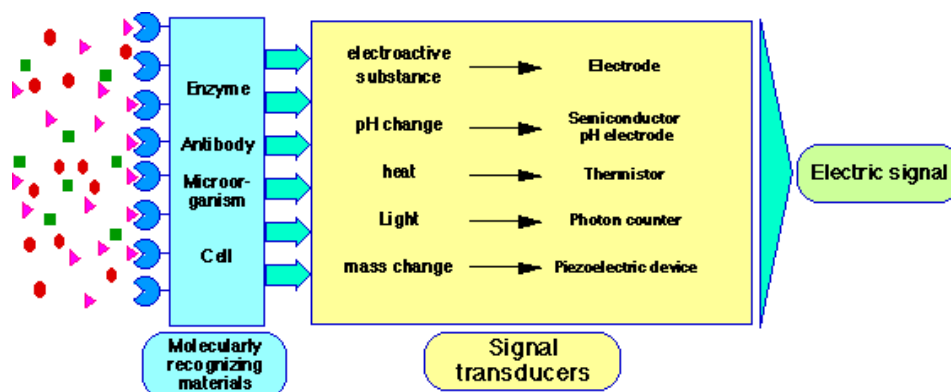 Enzyme
Antibody
Microor-
ganism
Cell
Molecularly
recognizing
materials
electroactive
substance
Electrode
pH change
Semiconductor
pH electrode
heat
Thermistor
Light
Photon counter
mass change
Piezoelectric device
Signal
transducers
Electric signal